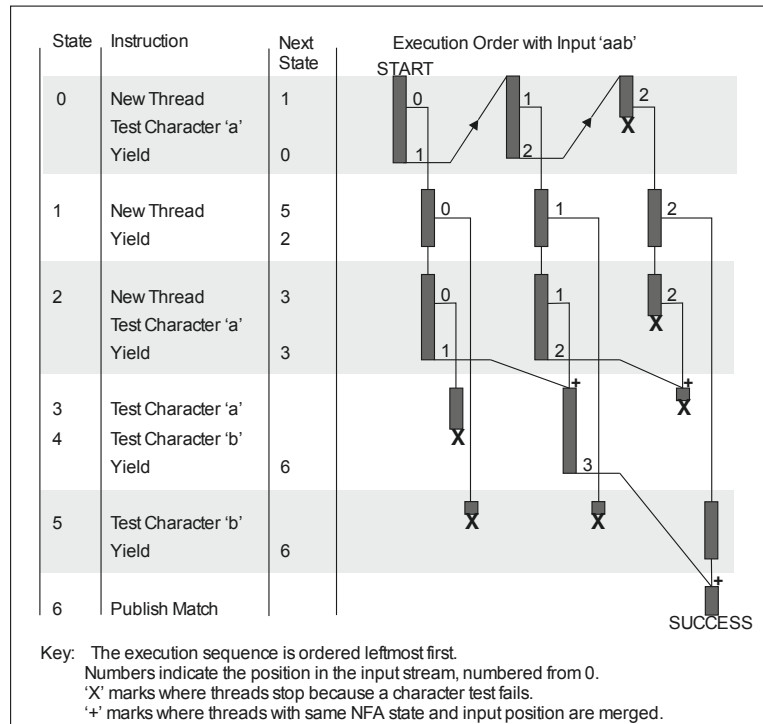 State Instruction Next State Execution Order with Input ‘aab’
START
0 New Thread 1 0 1 2
Test Character ‘a’ X
Yield 0 1 2
1 New Thread 5 0 1 2
Yield 2
2 New Thread 3 0 1 2
Test Character ‘a’ X
Yield 3 1 2
+ +
3 Test Character ‘a’ X
4 Test Character ‘b’ X
Yield 6 3
5 Test Character ‘b’ X X
Yield 6
+
6 Publish Match
SUCCESS
Key: The execution sequence is ordered leftmost first.
Numbers indicate the position in the input stream, numbered from 0.
‘X’ marks where threads stop because a character test fails.
‘+’ marks where threads with same NFA state and input position are merged.